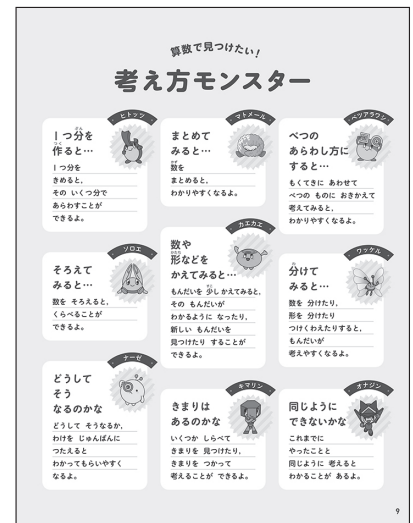 算数で見つけたい!
考え方モンスター
ヒトッツ
1つ分を
作ると…
1つ分を
きめると,
その いくつ分で
あらわすことが
できるよ。
マトメール
まとめて
みると…
数を
まとめると,
わかりやすくなるよ。
ベツアラワシ
べつの
あらわし方に
すると…
もくてきに あわせて
べつの ものに おきかえて
考えてみると,
わかりやすくなるよ。
ソロエ
そろえて
みると…
数を そろえると,
くらべることが
できるよ。
カエカエ
数や
形などを
かえてみると…
もんだいを 少し かえてみると,
その もんだいが
わかるように なったり,
新しい もんだいを
見つけたり することが
できるよ。
ワッケル
分けて
みると…
数を 分けたり,
形を 分けたり
つけくわえたりすると,
もんだいが
考えやすくなるよ。
ナーゼ
どうして
そう
なるのかな
どうして そうなるか,
わけを じゅんばんに
つたえると
わかってもらいやすく
なるよ。
キマリン
きまりは
あるのかな
いくつか しらべて
きまりを 見つけたり,
きまりを つかって
考えることが できるよ。
オナジン
同じように
できないかな
これまでに
やったことと
同じように 考えると
わかることが あるよ。
9